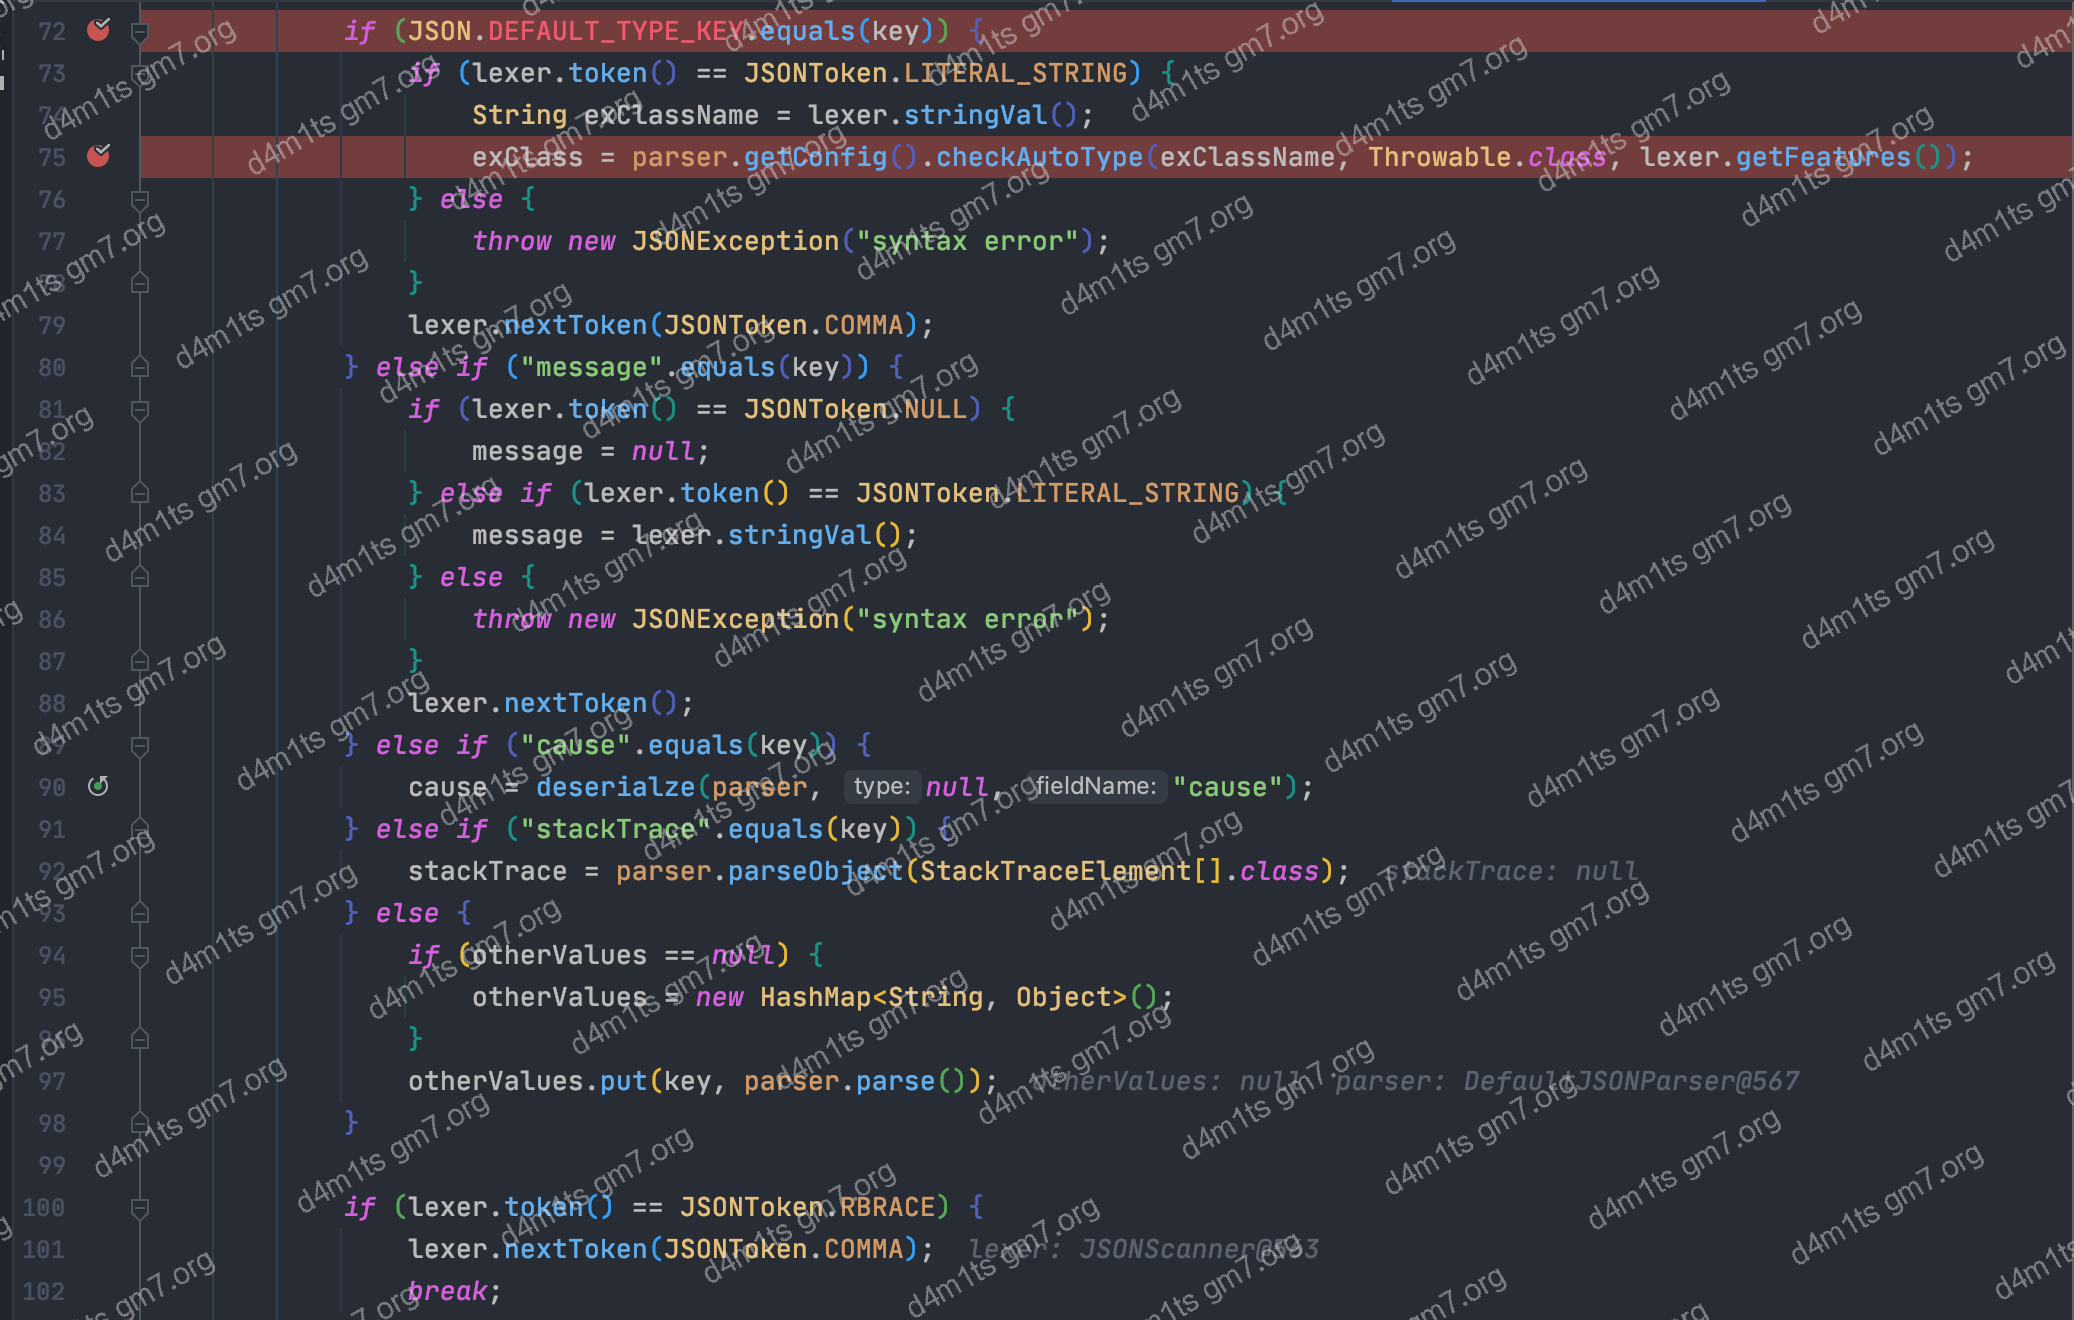 72 if (JSON.DEFAULT_TYPE_KEY.equals(key)) {
73 if (lexer.token() == JSONToken.LITERAL_STRING) {
74 String exClassName = lexer.stringVal();
75 exClass = parser.getConfig().checkAutoType(exClassName, Throwable.class, lexer.getFeatures());
76 } else {
77 throw new JSONException("syntax error");
78 }
79 lexer.nextToken(JSONToken.COMMA);
80 } else if ("message".equals(key)) {
81 if (lexer.token() == JSONToken.NULL) {
82 message = null;
83 } else if (lexer.token() == JSONToken.LITERAL_STRING) {
84 message = lexer.stringVal();
85 } else {
86 throw new JSONException("syntax error");
87 }
88 lexer.nextToken();
89 } else if ("cause".equals(key)) {
90 cause = deserialze(parser, type: null, fieldName: "cause");
91 } else if ("stackTrace".equals(key)) {
92 stackTrace = parser.parseObject(StackTraceElement[].class); stackTrace: null
93 } else {
94 if (otherValues == null) {
95 otherValues = new HashMap<String, Object>();
96 }
97 otherValues.put(key, parser.parse()); otherValues: null parser: DefaultJSONParser@567
98 }
99
100 if (lexer.token() == JSONToken.RBRACE) {
101 lexer.nextToken(JSONToken.COMMA); lexer: JSONScanner@593
102 break;
d4m1ts gm7.org